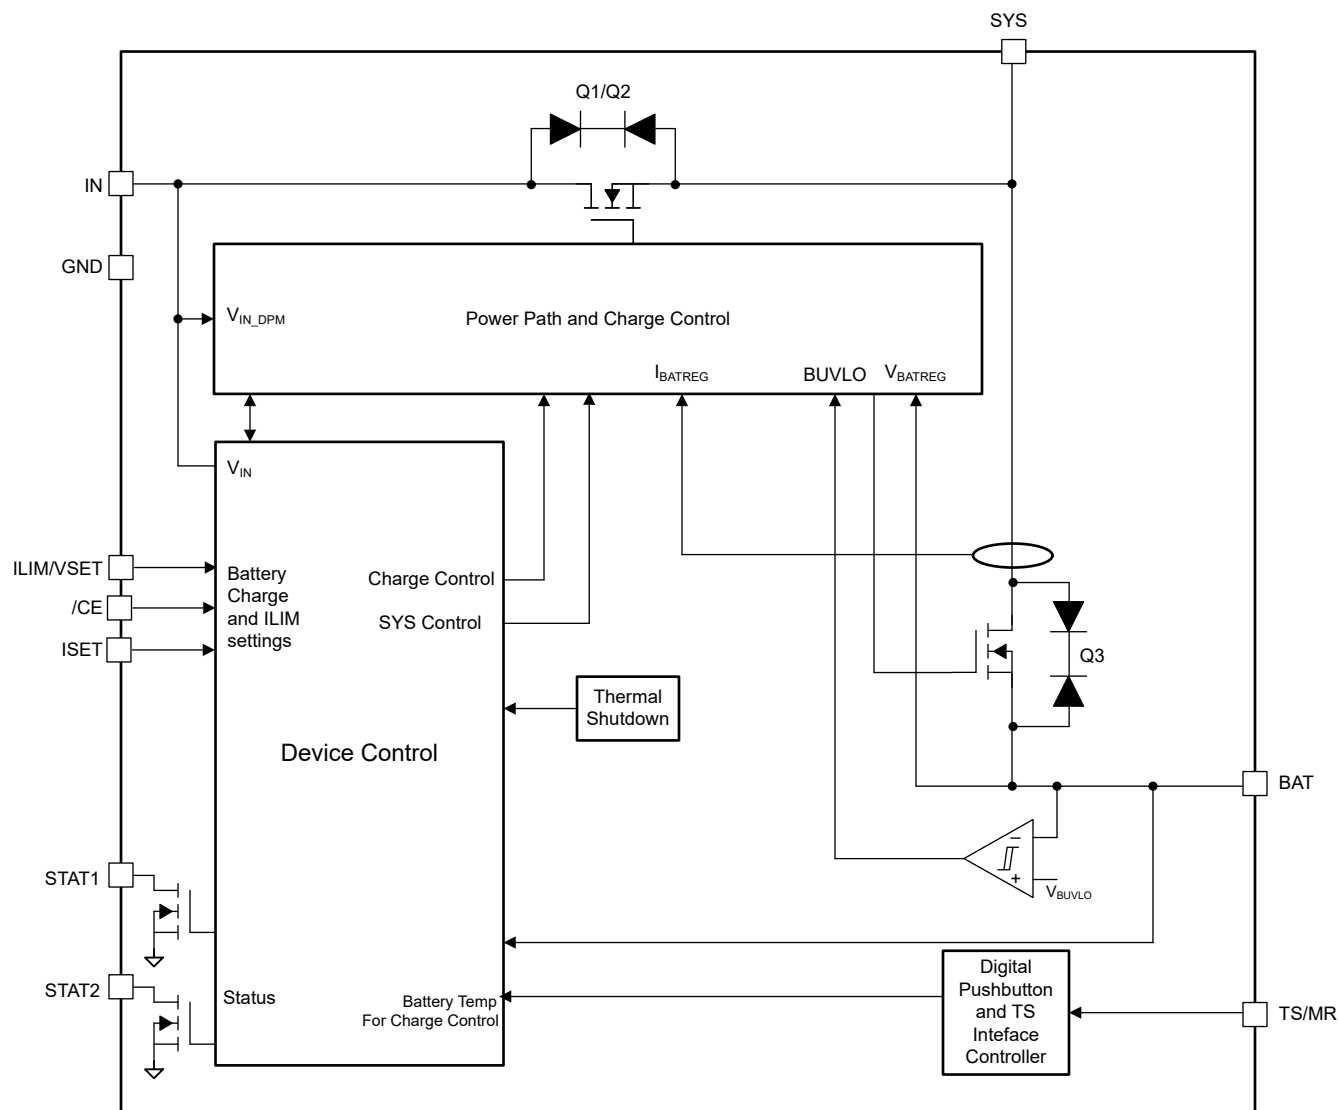 SYS
Q1/Q2
IN
GND
V_IN_DPM
Power Path and Charge Control
I_BATREG
BUVLO
V_BATREG
V_IN
ILIM/VSET
/CE
ISET
Battery
Charge
and ILIM
settings
Charge Control
SYS Control
Q3
Thermal
Shutdown
Device Control
BAT
−
+
V_BUVLO
STAT1
STAT2
Status
Battery Temp
For Charge Control
Digital
Pushbutton
and TS
Inteface
Controller
TS/MR